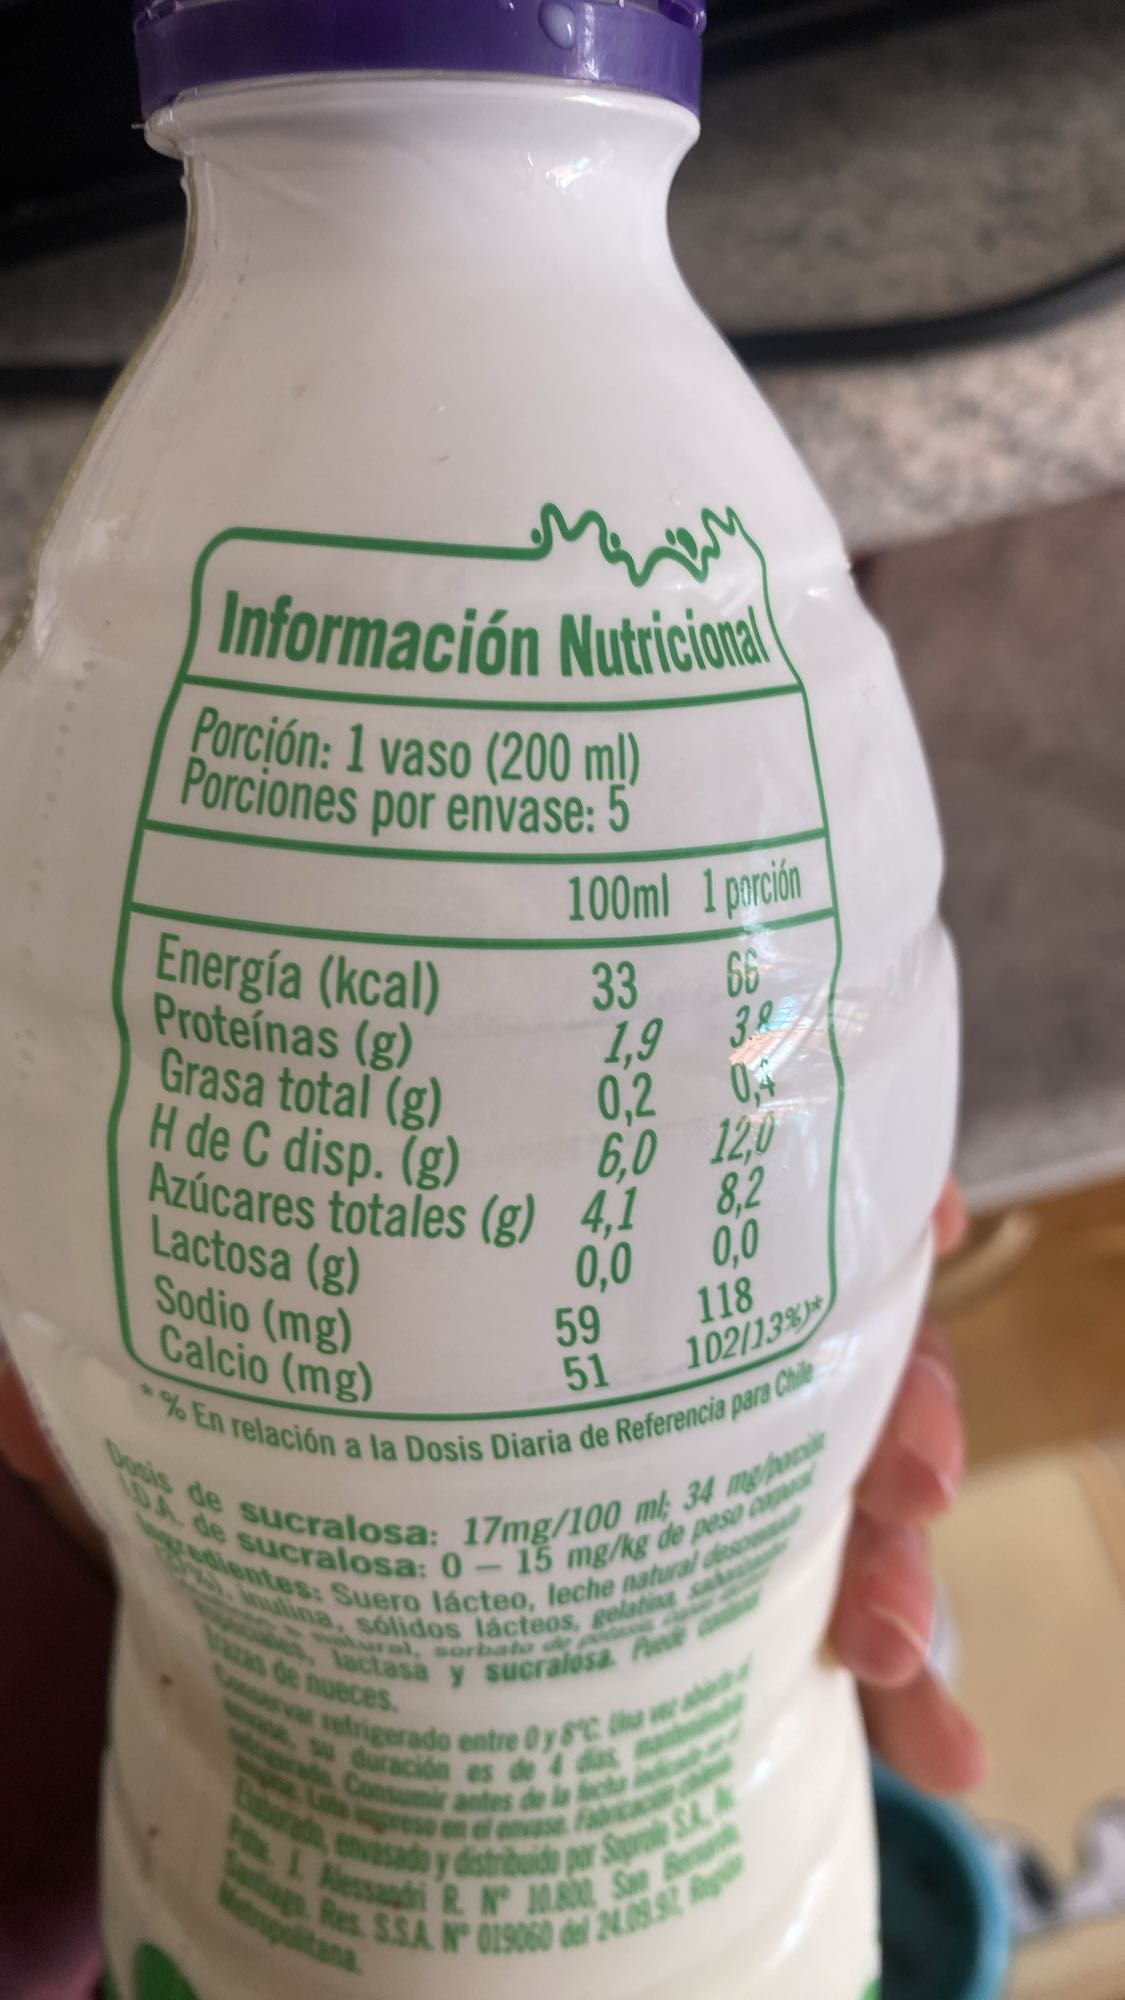 Información Nutricional
Porción: 1 vaso (200 ml)
Porciones por envase: 5
100ml 1 porción
Energía (kcal) 33 66
Proteínas (g) 1,9 3,8
Grasa total (g) 0,2 0,4
H de C disp. (g) 6,0 12,0
Azúcares totales (g) 4,1 8,2
Lactosa (g) 0,0 0,0
Sodio (mg) 59 118
Calcio (mg) 51 102(13%)*
* % En relación a la Dosis Diaria de Referencia para Chile
Dosis de sucralosa: 17mg/100 ml; 34 mg/porción
I.D.A. de sucralosa: 0 – 15 mg/kg de peso corporal
Ingredientes: Suero lácteo, leche natural descremada
inulina, sólidos lácteos, gelatina,
natural, sorbato de potasio,
lactasa y sucralosa. Puede contener
trazas de nueces.
Conservar refrigerado entre 0 y 8°C. Una vez abierto el
envase, su duración es de 4 días, manteniéndolo
refrigerado. Consumir antes de la fecha indicada en el
envase. Lote impreso en el envase. Fabricación chilena.
Elaborado, envasado y distribuido por Soprole S.A., Av.
Pdte. J. Alessandri R. N° 10.800, San Bernardo,
Santiago. Res. S.S.A. N° 019060 del 24.09.97, Región
Metropolitana.